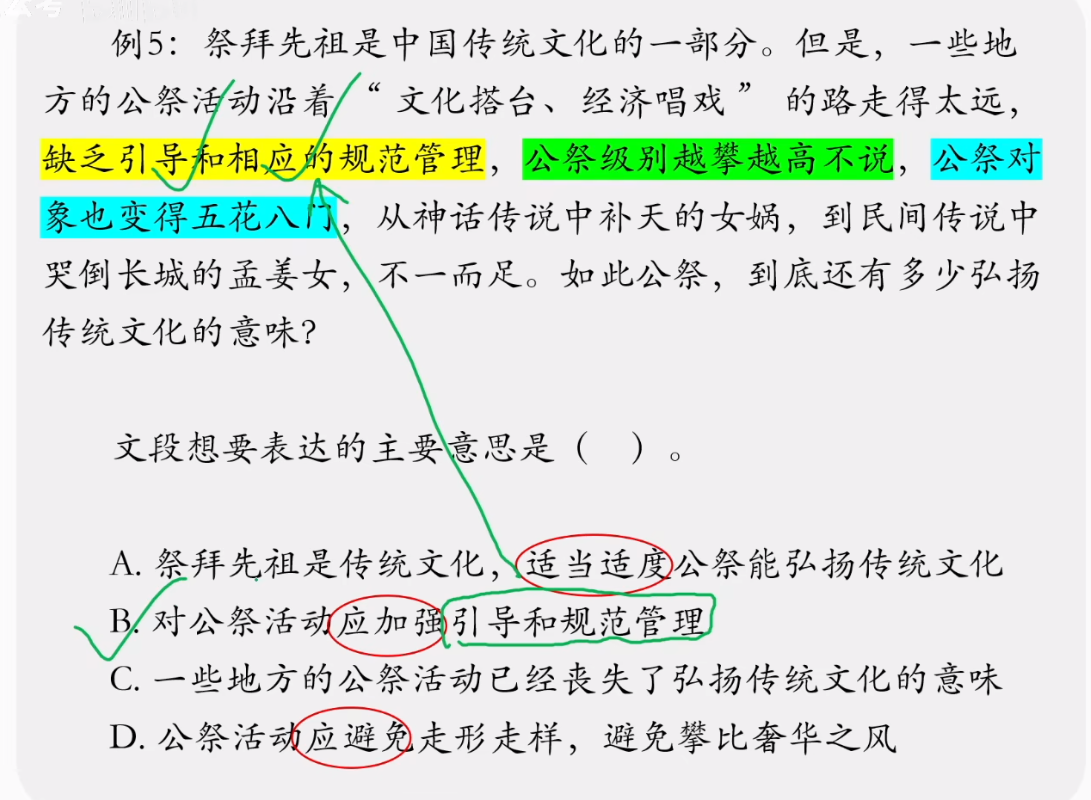 例5：祭拜先祖是中国传统文化的一部分。但是，一些地
方的公祭活动沿着“文化搭台、经济唱戏”的路走得太远，
缺乏引导和相应的规范管理，公祭级别越攀越高不说，公祭对
象也变得五花八门，从神话传说中补天的女娲，到民间传说中
哭倒长城的孟姜女，不一而足。如此公祭，到底还有多少弘扬
传统文化的意味？
文段想要表达的主要意思是（ ）。
A. 祭拜先祖是传统文化，适当适度公祭能弘扬传统文化
B. 对公祭活动应加强引导和规范管理
C. 一些地方的公祭活动已经丧失了弘扬传统文化的意味
D. 公祭活动应避免走形走样，避免攀比奢华之风